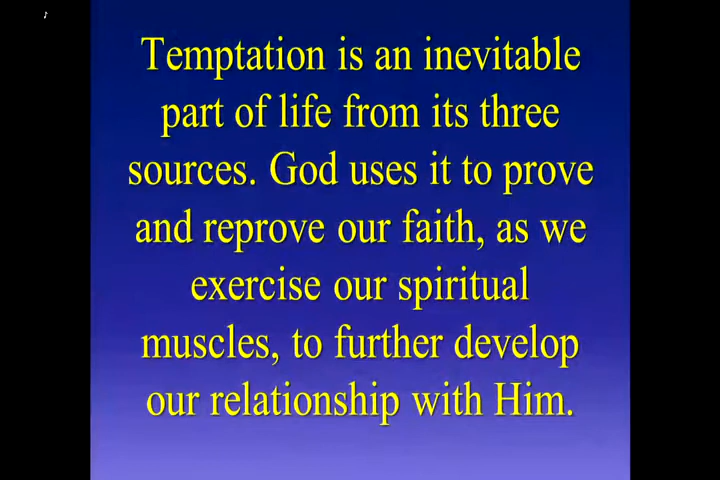 Temptation is an inevitable
part of life from its three
sources. God uses it to prove
and reprove our faith, as we
exercise our spiritual
muscles, to further develop
our relationship with Him.